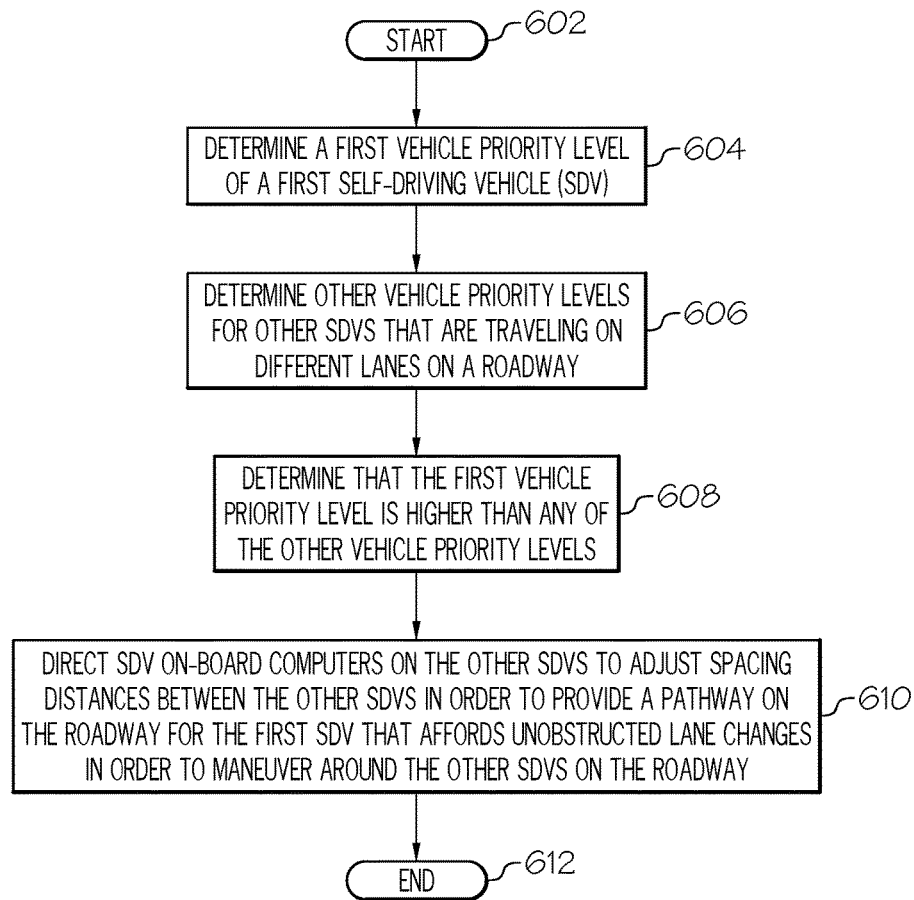 START
602
DETERMINE A FIRST VEHICLE PRIORITY LEVEL
OF A FIRST SELF-DRIVING VEHICLE (SDV)
604
DETERMINE OTHER VEHICLE PRIORITY LEVELS
FOR OTHER SDVS THAT ARE TRAVELING ON
DIFFERENT LANES ON A ROADWAY
606
DETERMINE THAT THE FIRST VEHICLE
PRIORITY LEVEL IS HIGHER THAN ANY OF
THE OTHER VEHICLE PRIORITY LEVELS
608
DIRECT SDV ON-BOARD COMPUTERS ON THE OTHER SDVS TO ADJUST SPACING
DISTANCES BETWEEN THE OTHER SDVS IN ORDER TO PROVIDE A PATHWAY ON
THE ROADWAY FOR THE FIRST SDV THAT AFFORDS UNOBSTRUCTED LANE CHANGES
IN ORDER TO MANEUVER AROUND THE OTHER SDVS ON THE ROADWAY
610
END
612